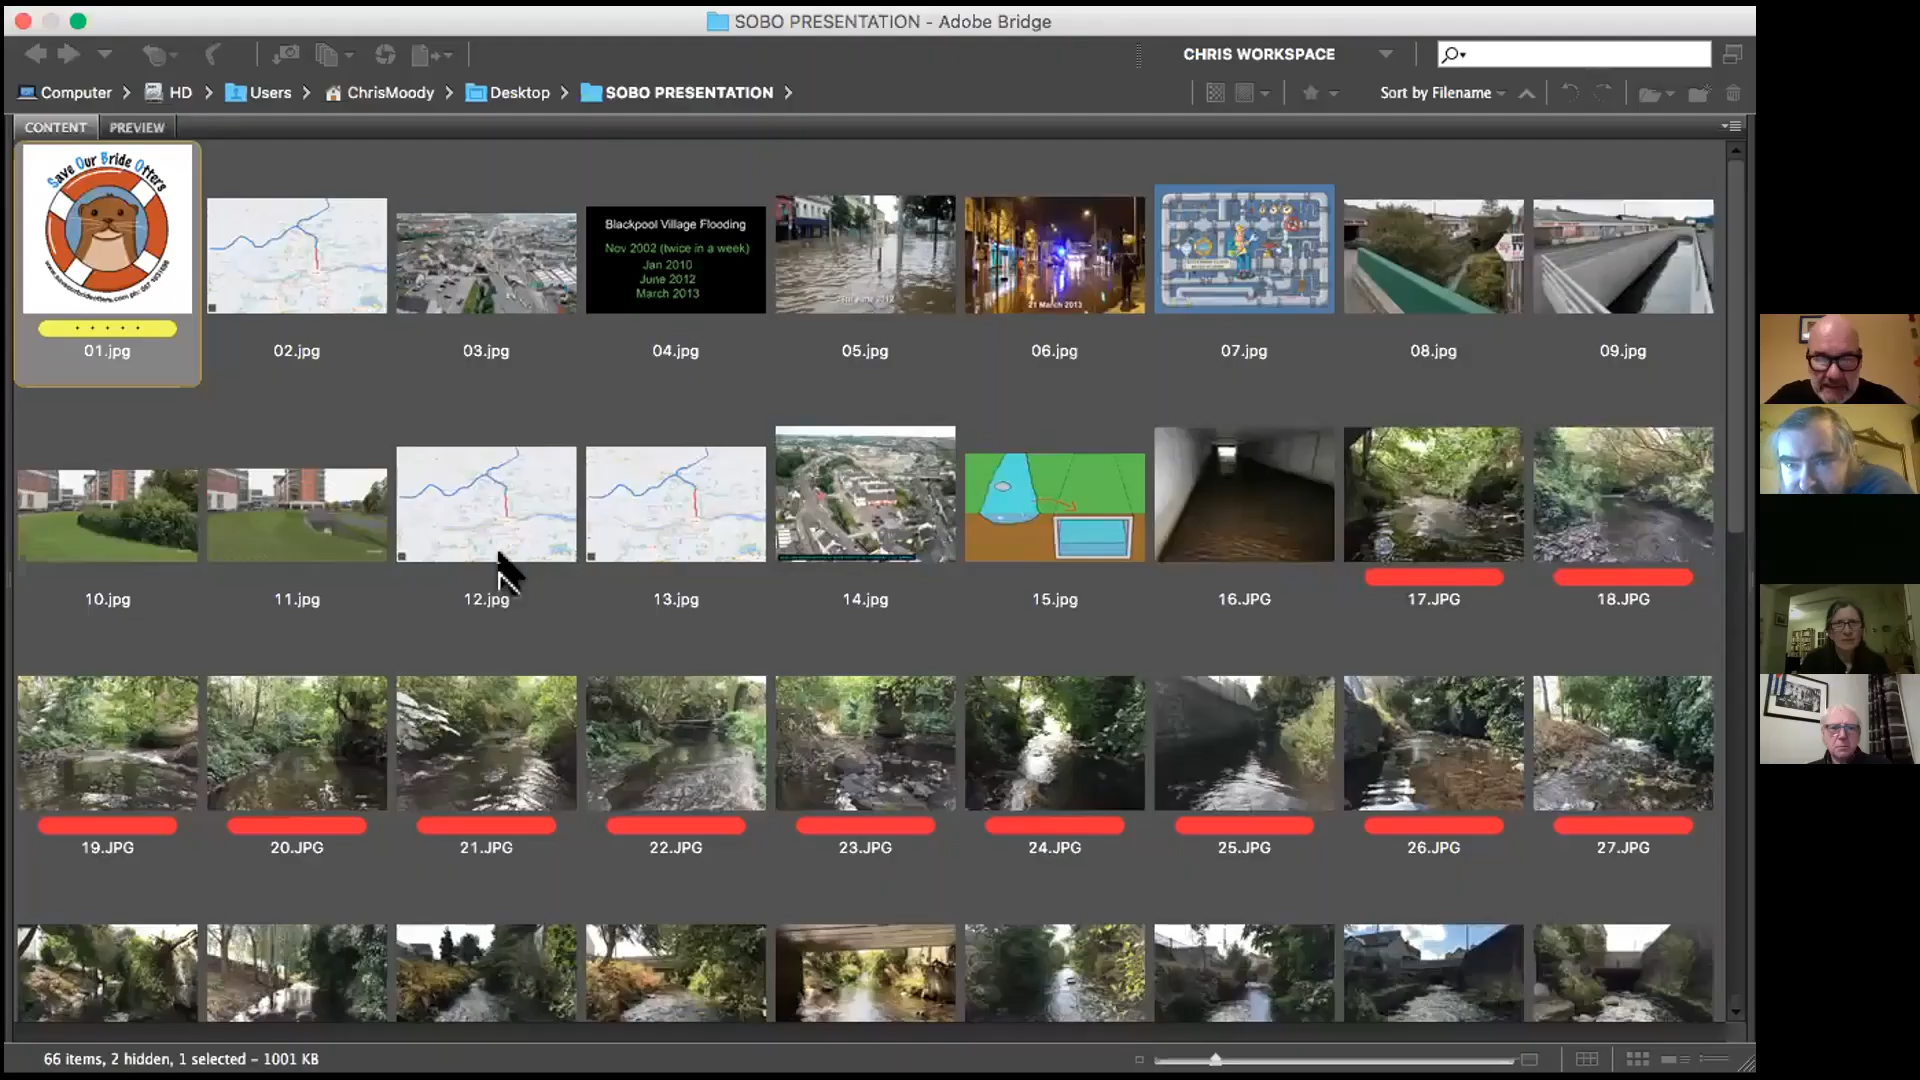 SOBO PRESENTATION - Adobe Bridge
CHRIS WORKSPACE
Computer HD Users ChrisMoody Desktop SOBO PRESENTATION
Sort by Filename
CONTENT PREVIEW
Save Our Bride Otters
Blackpool Village Flooding
Nov 2002 (twice in a week)
Jan 2010
June 2012
March 2013
21 March 2013
01.jpg 02.jpg 03.jpg 04.jpg 05.jpg 06.jpg 07.jpg 08.jpg 09.jpg
10.jpg 11.jpg 12.jpg 13.jpg 14.jpg 15.jpg 16.JPG 17.JPG 18.JPG
19.JPG 20.JPG 21.JPG 22.JPG 23.JPG 24.JPG 25.JPG 26.JPG 27.JPG
66 items, 2 hidden, 1 selected - 1001 KB